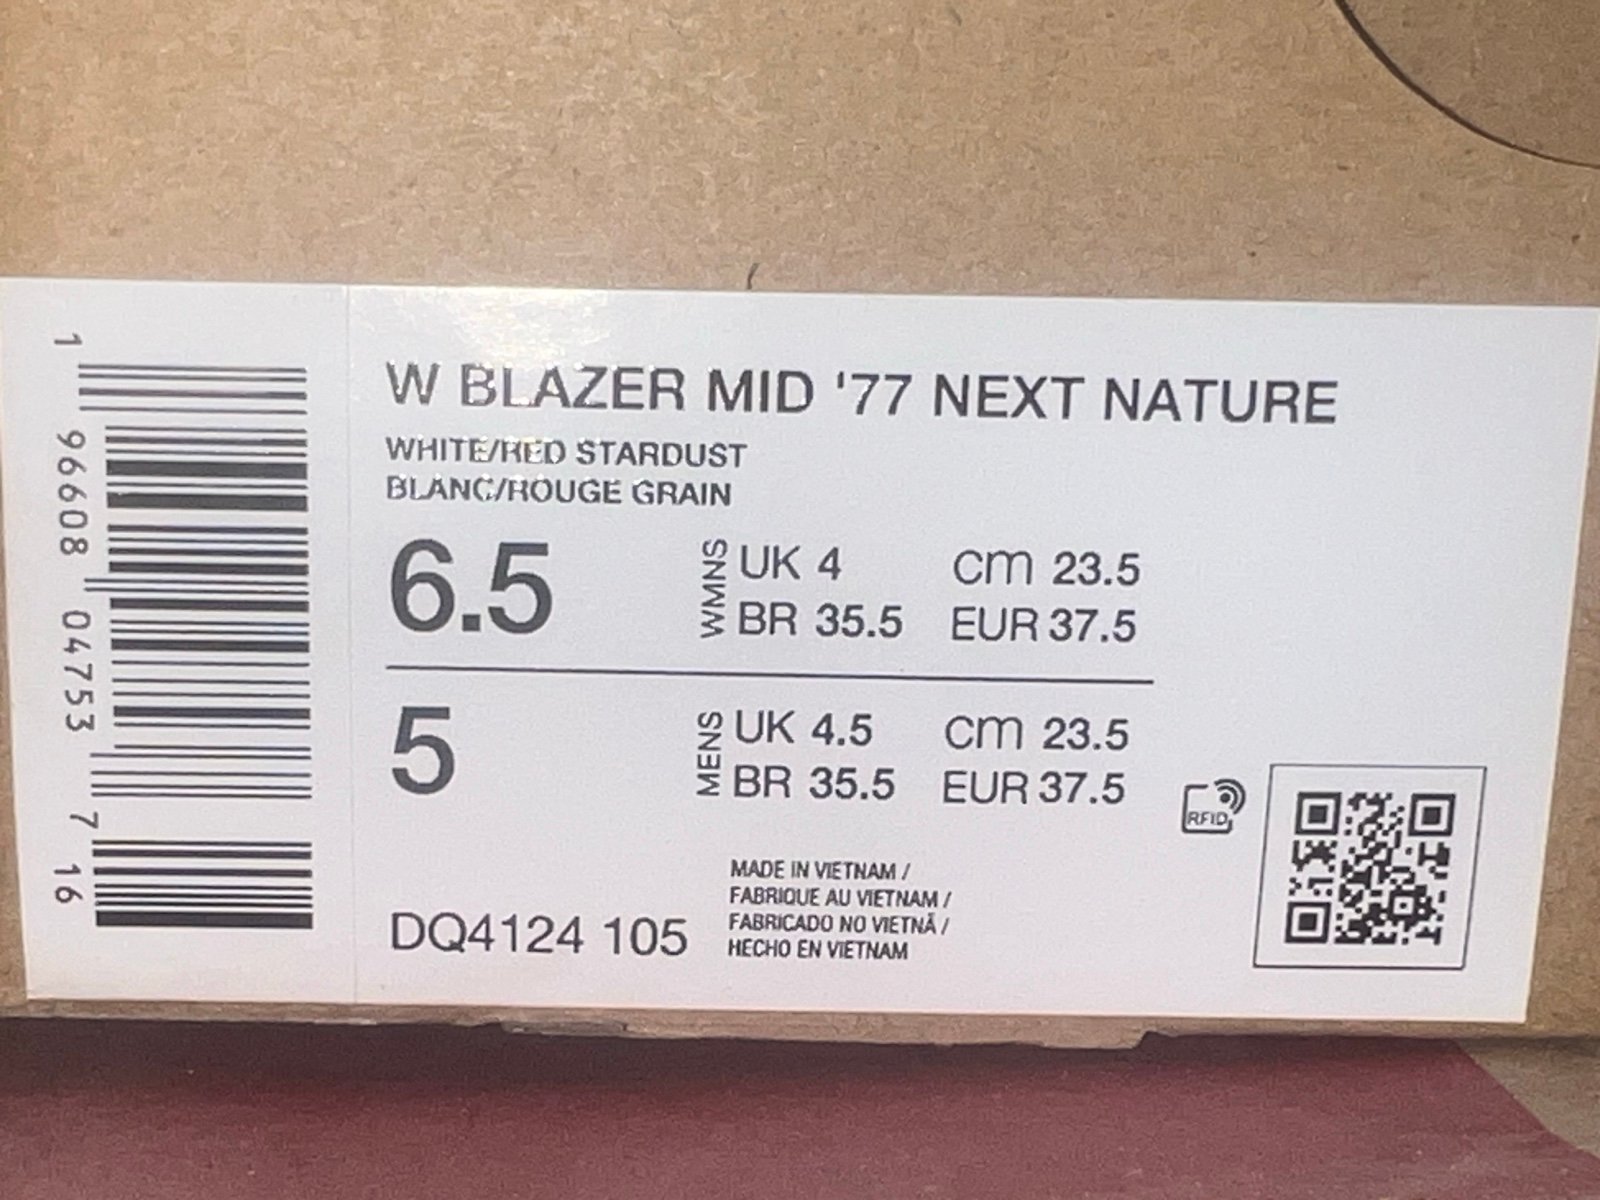 1 96608 04753 7 16
W BLAZER MID '77 NEXT NATURE
WHITE/RED STARDUST
BLANC/ROUGE GRAIN
6.5 WMNS UK 4 cm 23.5
BR 35.5 EUR 37.5
5 MENS UK 4.5 cm 23.5
BR 35.5 EUR 37.5
RFID
MADE IN VIETNAM /
FABRIQUE AU VIETNAM /
FABRICADO NO VIETNÃ /
HECHO EN VIETNAM
DQ4124 105